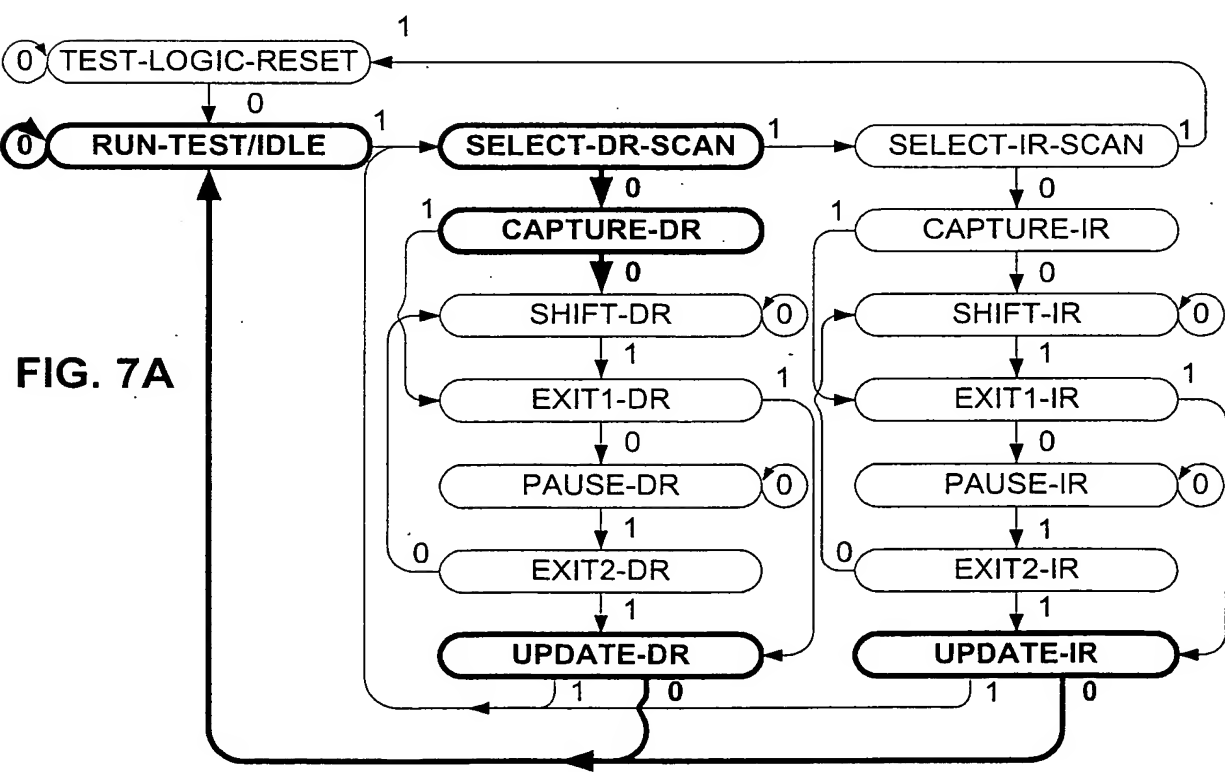 1
0 TEST-LOGIC-RESET
0
0 RUN-TEST/IDLE 1 SELECT-DR-SCAN 1 SELECT-IR-SCAN 1
0 0
1 CAPTURE-DR 1 CAPTURE-IR
0 0
SHIFT-DR 0 SHIFT-IR 0
1 1
FIG. 7A
EXIT1-DR 1 EXIT1-IR 1
0 0
PAUSE-DR 0 PAUSE-IR 0
1 1
0 EXIT2-DR 0 EXIT2-IR
1 1
UPDATE-DR UPDATE-IR
1 0 1 0